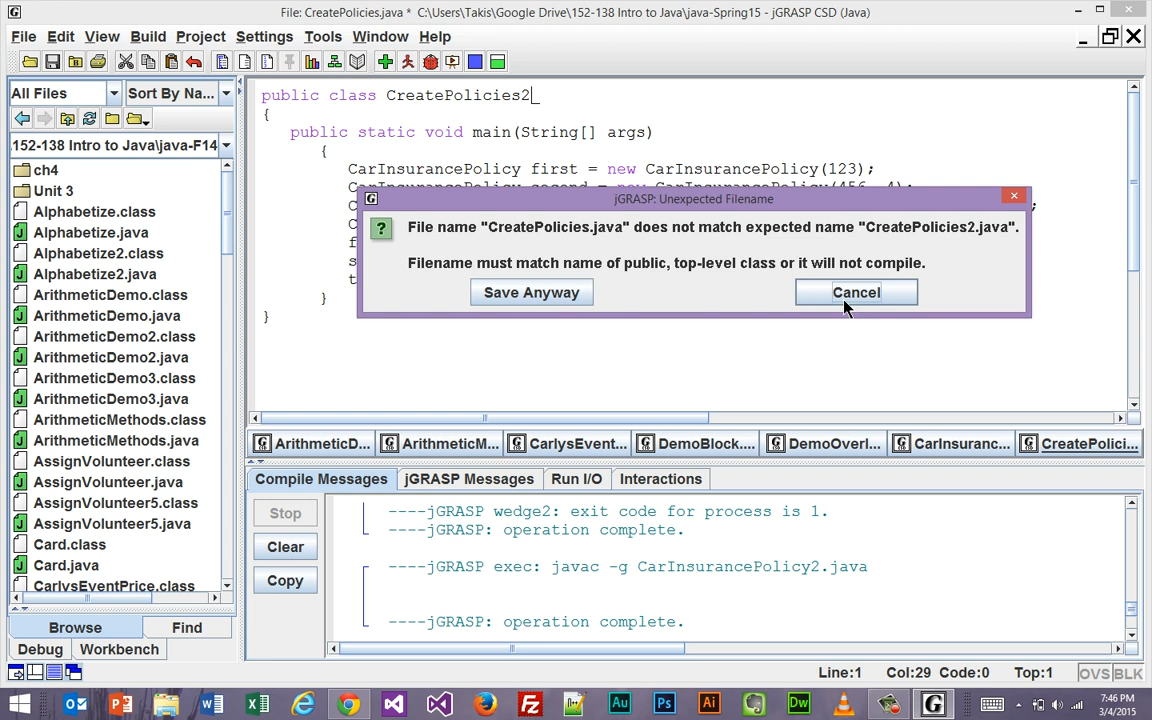 File: CreatePolicies.java * C:\Users\Takis\Google Drive\152-138 Intro to Java\java-Spring15 - jGRASP CSD (Java)
File Edit View Build Project Settings Tools Window Help
All Files Sort By Na...
.152-138 Intro to Java\java-F14
ch4
Unit 3
Alphabetize.class
Alphabetize.java
Alphabetize2.class
Alphabetize2.java
ArithmeticDemo.class
ArithmeticDemo.java
ArithmeticDemo2.class
ArithmeticDemo2.java
ArithmeticDemo3.class
ArithmeticDemo3.java
ArithmeticMethods.class
ArithmeticMethods.java
AssignVolunteer.class
AssignVolunteer.java
AssignVolunteer5.class
AssignVolunteer5.java
Card.class
Card.java
CarlysEventPrice.class
Browse Find
Debug Workbench
public class CreatePolicies2
{
public static void main(String[] args)
{
CarInsurancePolicy first = new CarInsurancePolicy(123);
CarInsurancePolicy second = new CarInsurancePolicy(456, 4);
C ;
C
f
s
t
}
}
jGRASP: Unexpected Filename
File name "CreatePolicies.java" does not match expected name "CreatePolicies2.java".
Filename must match name of public, top-level class or it will not compile.
Save Anyway Cancel
ArithmeticD... ArithmeticM... CarlysEvent... DemoBlock.... DemoOverl... CarInsuranc... CreatePolici...
Compile Messages jGRASP Messages Run I/O Interactions
Stop
Clear
Copy
----jGRASP wedge2: exit code for process is 1.
----jGRASP: operation complete.
----jGRASP exec: javac -g CarInsurancePolicy2.java
----jGRASP: operation complete.
Line:1 Col:29 Code:0 Top:1 OVS BLK
7:46 PM
3/4/2015